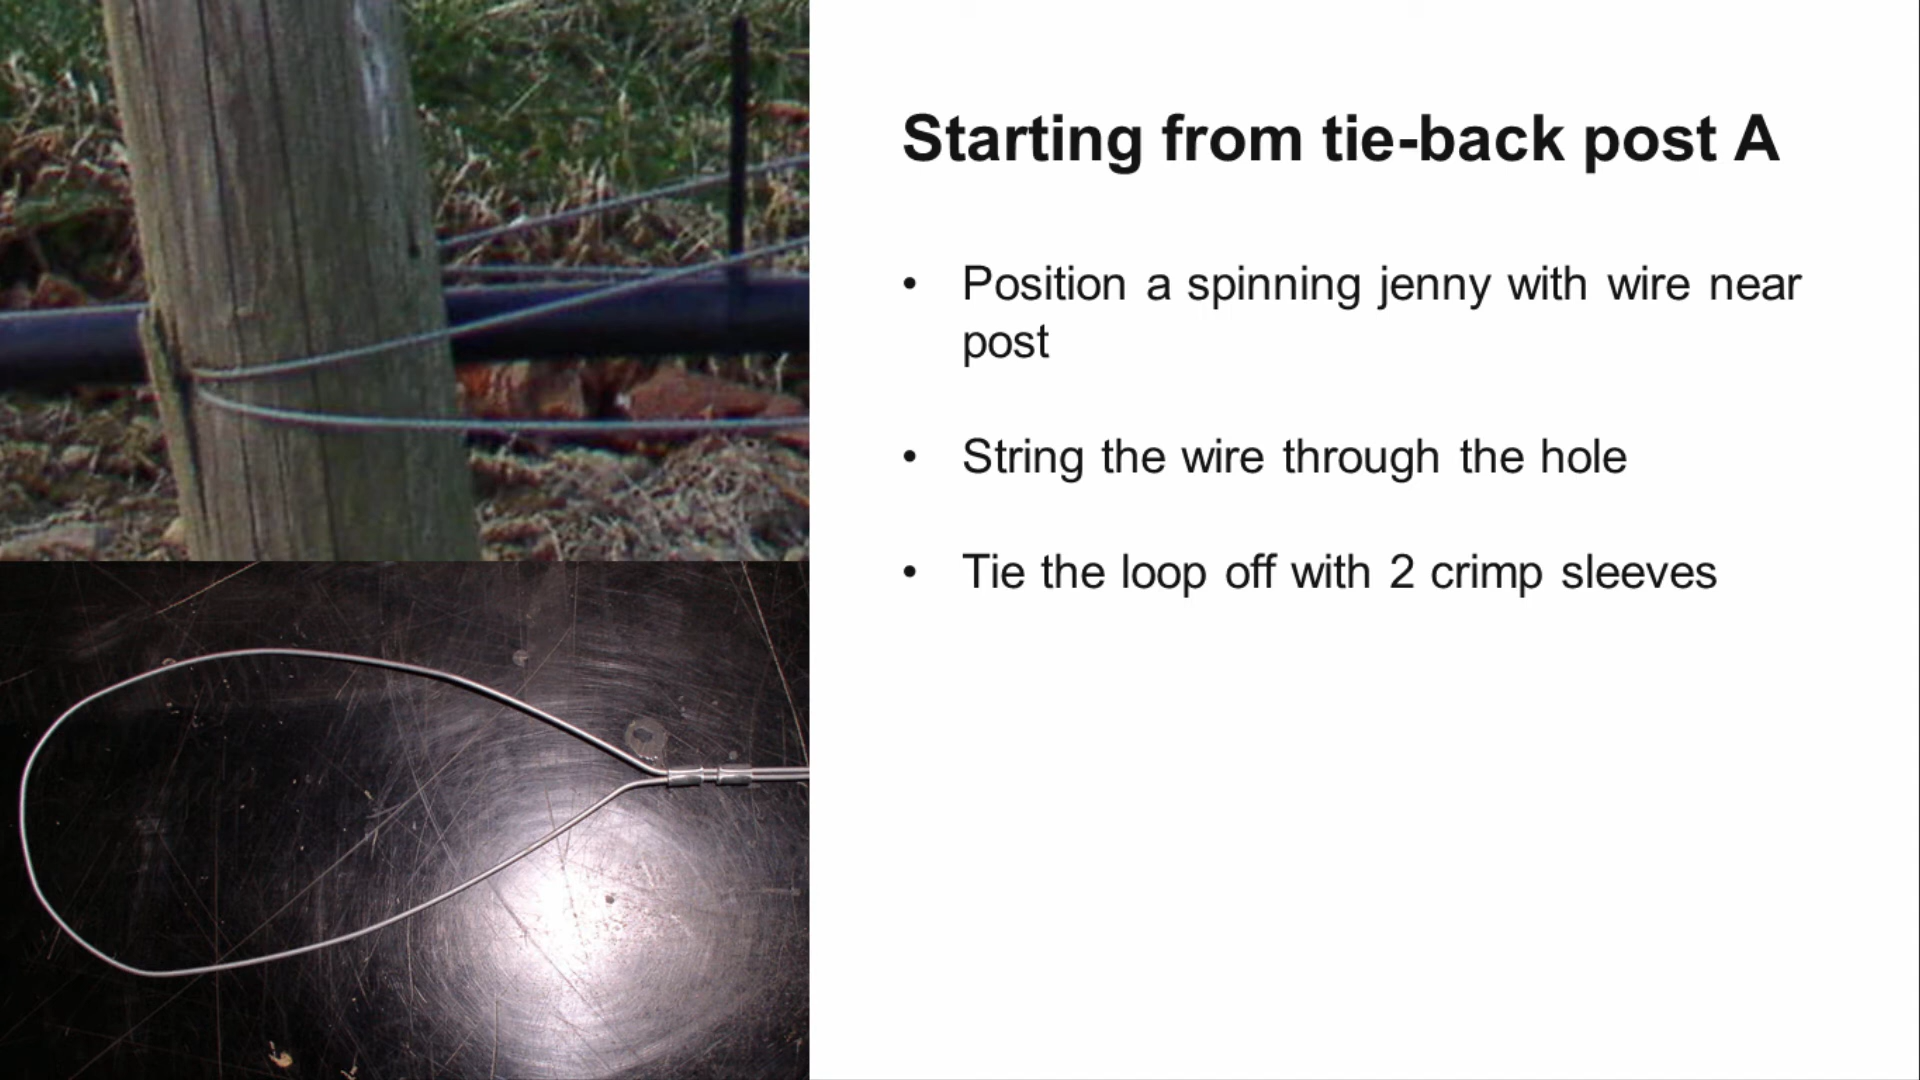 Starting from tie-back post A
• Position a spinning jenny with wire near
post
• String the wire through the hole
• Tie the loop off with 2 crimp sleeves